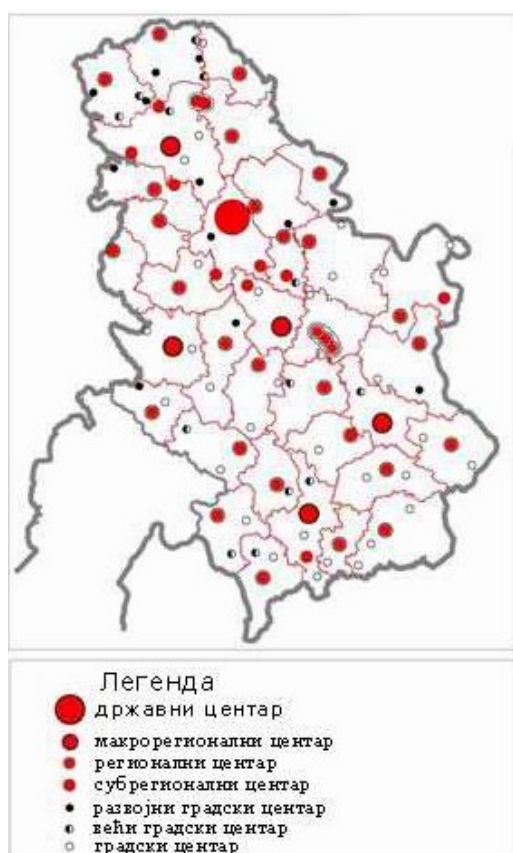 Легенда
државни центар
макрорегионални центар
регионални центар
субрегионални центар
развојни градски центар
већи градски центар
градски центар